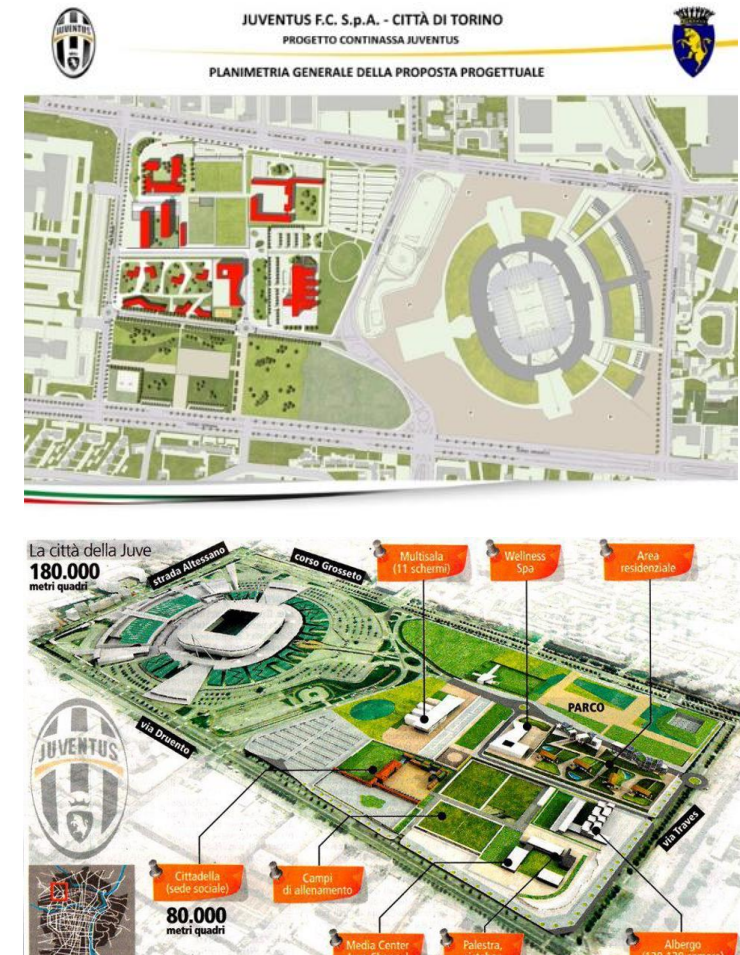 JUVENTUS F.C. S.p.A. - CITTÀ DI TORINO
PROGETTO CONTINASSA JUVENTUS
PLANIMETRIA GENERALE DELLA PROPOSTA PROGETTUALE
JUVENTUS
La città della Juve
180.000
metri quadri
strada Altessano
corso Grosseto
Multisala
(11 schermi)
Wellness
Spa
Area
residenziale
PARCO
via Druento
JUVENTUS
via Traves
Cittadella
(sede sociale)
Campi
di allenamento
80.000
metri quadri
Media Center
Palestra,
Albergo